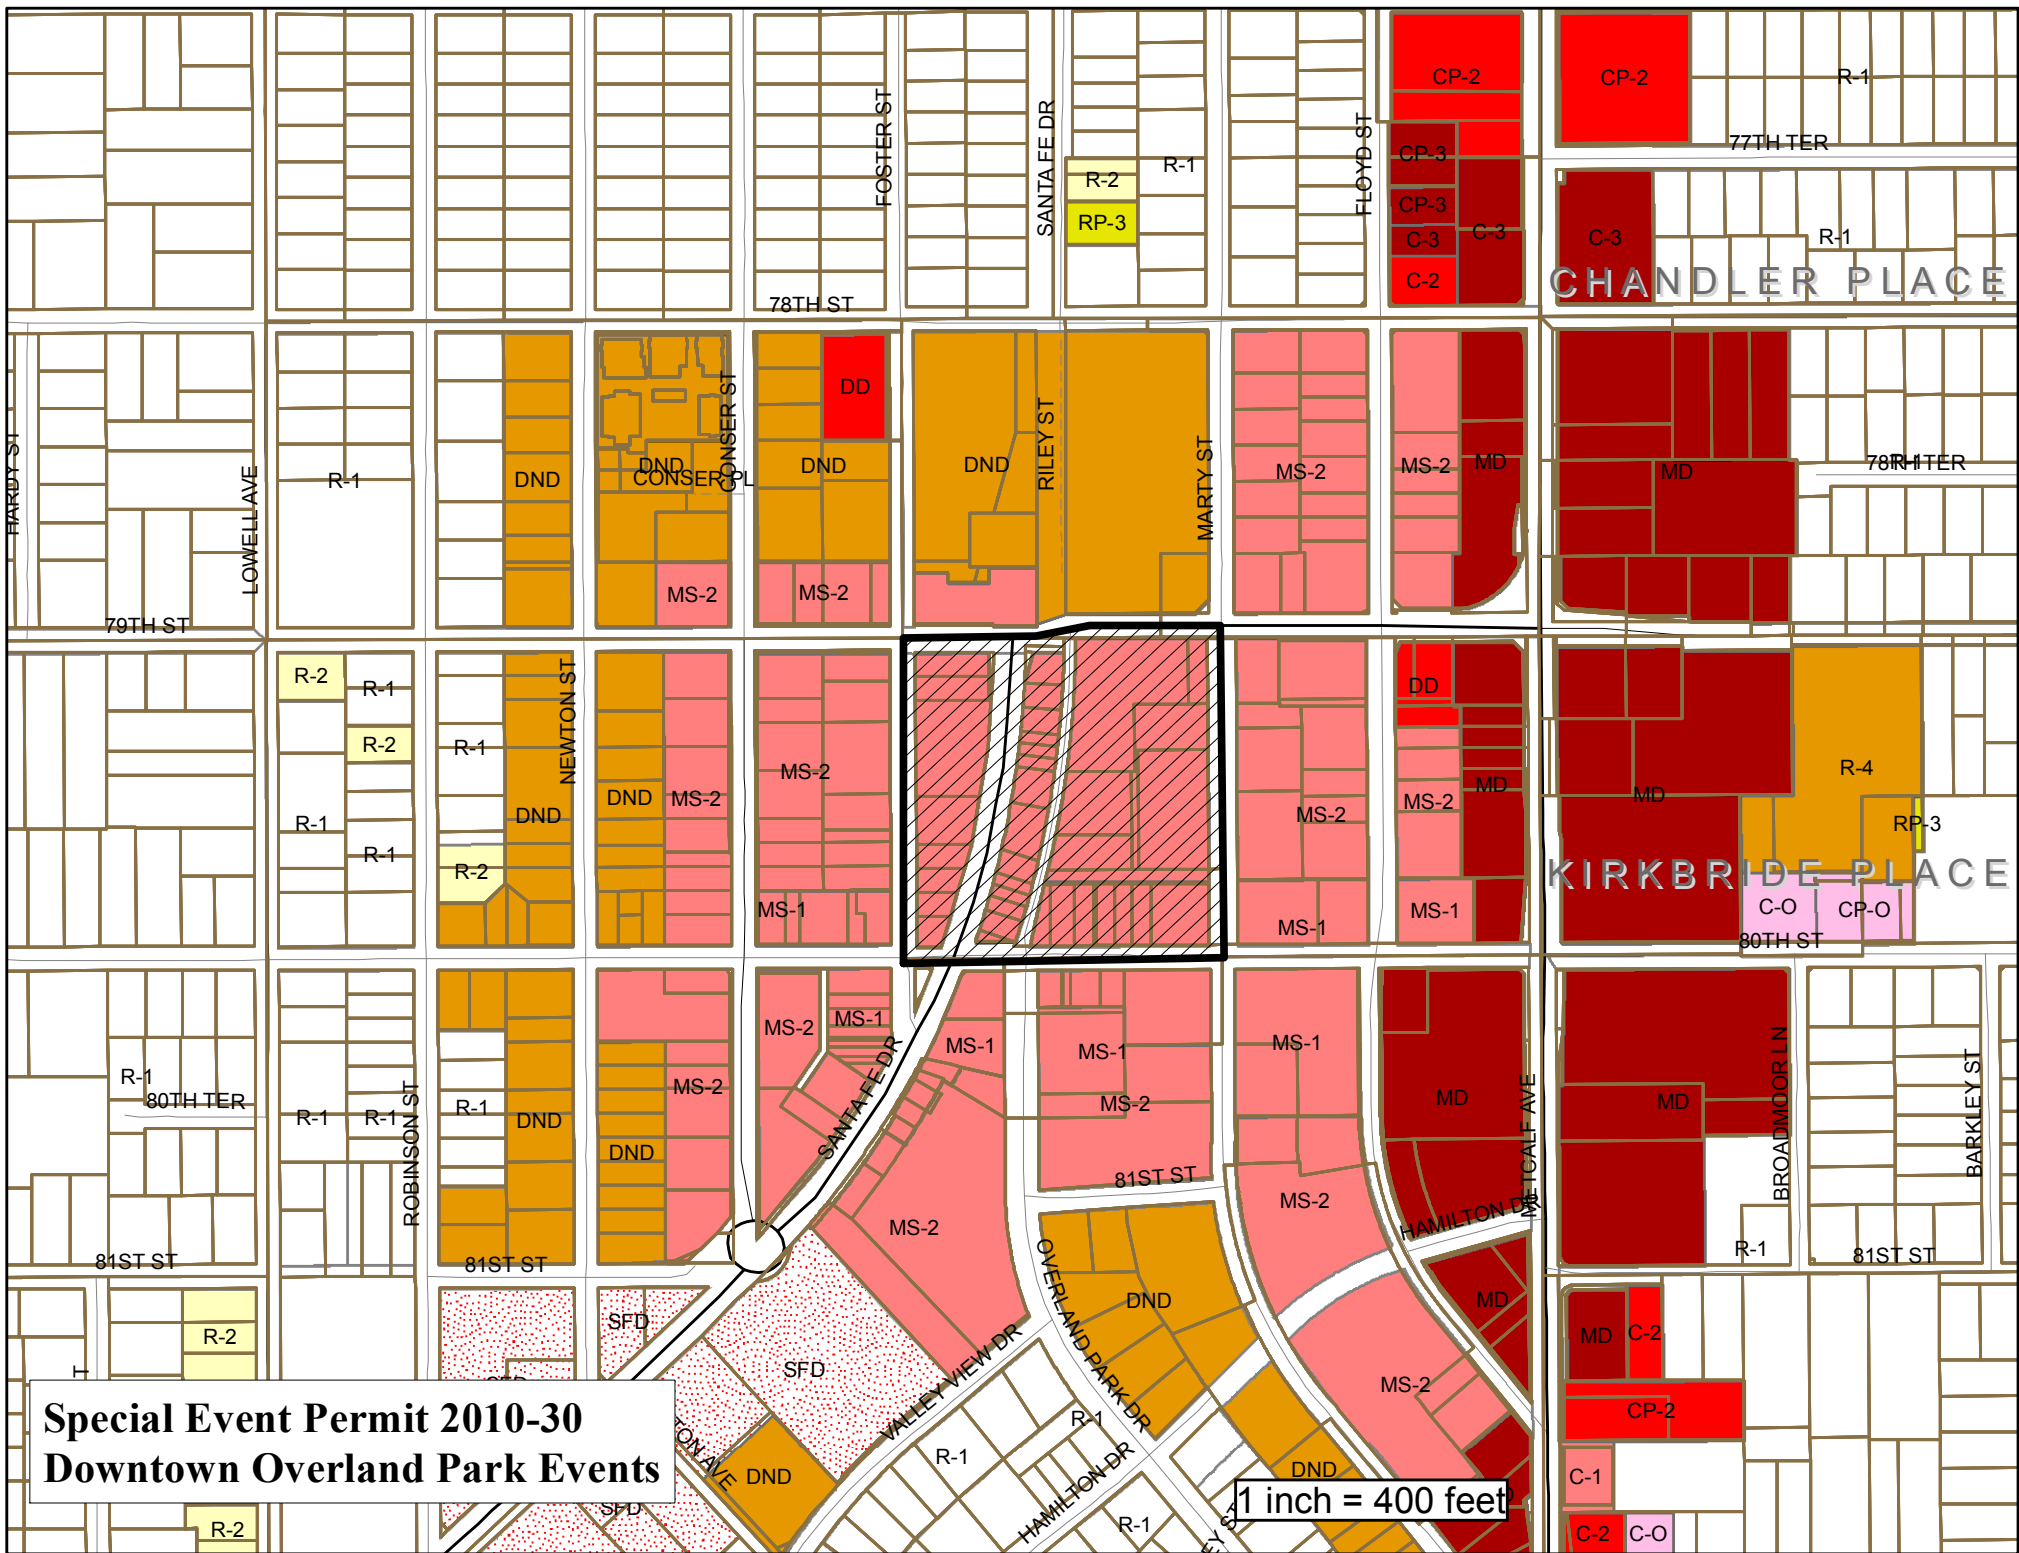 CP-2
CP-2
R-1
77TH TER
FOSTER ST
SANTA FE DR
FLOYD ST
CP-3
R-1
R-2
CP-3
RP-3
C-3
C-3
C-3
R-1
C-2
CHANDLER PLACE
78TH ST
DD
CONSER ST
RILEY ST
MARTY ST
HARDY ST
LOWELL AVE
R-1
DND
DND
CONSER PL
DND
DND
MS-2
MS-2
MD
MD
78TH TER
R-1
MS-2
MS-2
79TH ST
R-2
R-1
R-2
R-1
NEWTON ST
DD
MS-2
R-4
DND
MS-2
MS-2
MD
MD
R-1
DND
MS-2
RP-3
R-1
R-2
KIRKBRIDE PLACE
MS-1
MS-1
MS-1
C-O
CP-O
80TH ST
MS-2
MS-1
MS-1
MS-1
MS-1
R-1
80TH TER
R-1
R-1
R-1
ROBINSON ST
DND
MS-2
DND
SANTA FE DR
MS-2
MD
METCALF AVE
MD
BROADMOOR LN
BARKLEY ST
81ST ST
MS-2
MS-2
HAMILTON DR
R-1
81ST ST
81ST ST
81ST ST
OVERLAND PARK DR
DND
MD
R-2
SFD
SFD
VALLEY VIEW DR
MD
C-2
T
SFD
MS-2
CP-2
Special Event Permit 2010-30
Downtown Overland Park Events
TON AVE
R-1
R-1
HAMILTON DR
DND
DND
C-1
1 inch = 400 feet
SFD
R-2
R-1
EY ST
C-2
C-O